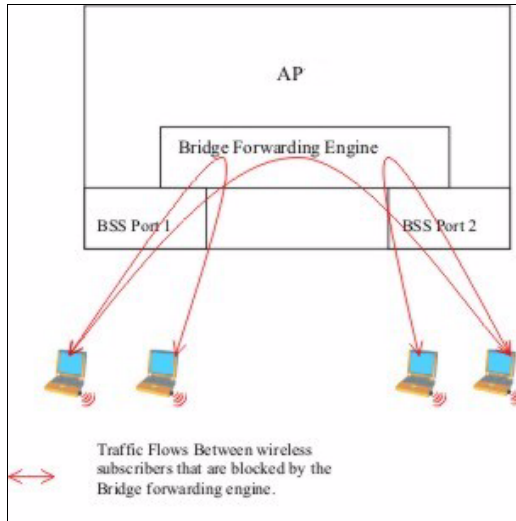 AP
Bridge Forwarding Engine
BSS Port 1
BSS Port 2
Traffic Flows Between wireless
subscribers that are blocked by the
Bridge forwarding engine.